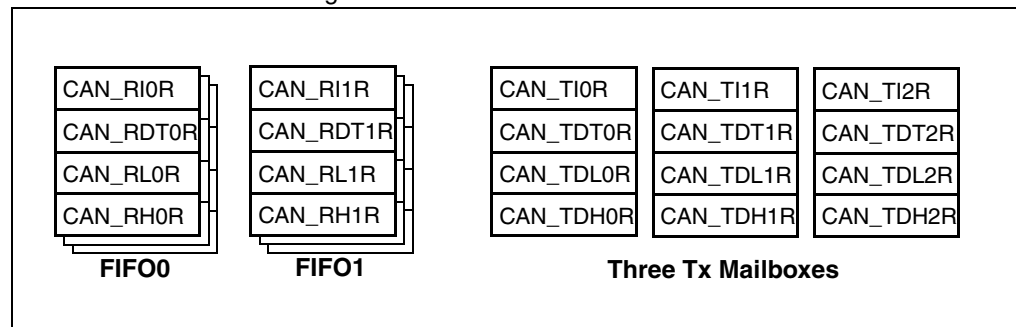 CAN_RI0R
CAN_RDT0R
CAN_RL0R
CAN_RH0R
FIFO0
CAN_RI1R
CAN_RDT1R
CAN_RL1R
CAN_RH1R
FIFO1
CAN_TI0R
CAN_TDT0R
CAN_TDL0R
CAN_TDH0R
CAN_TI1R
CAN_TDT1R
CAN_TDL1R
CAN_TDH1R
CAN_TI2R
CAN_TDT2R
CAN_TDL2R
CAN_TDH2R
Three Tx Mailboxes